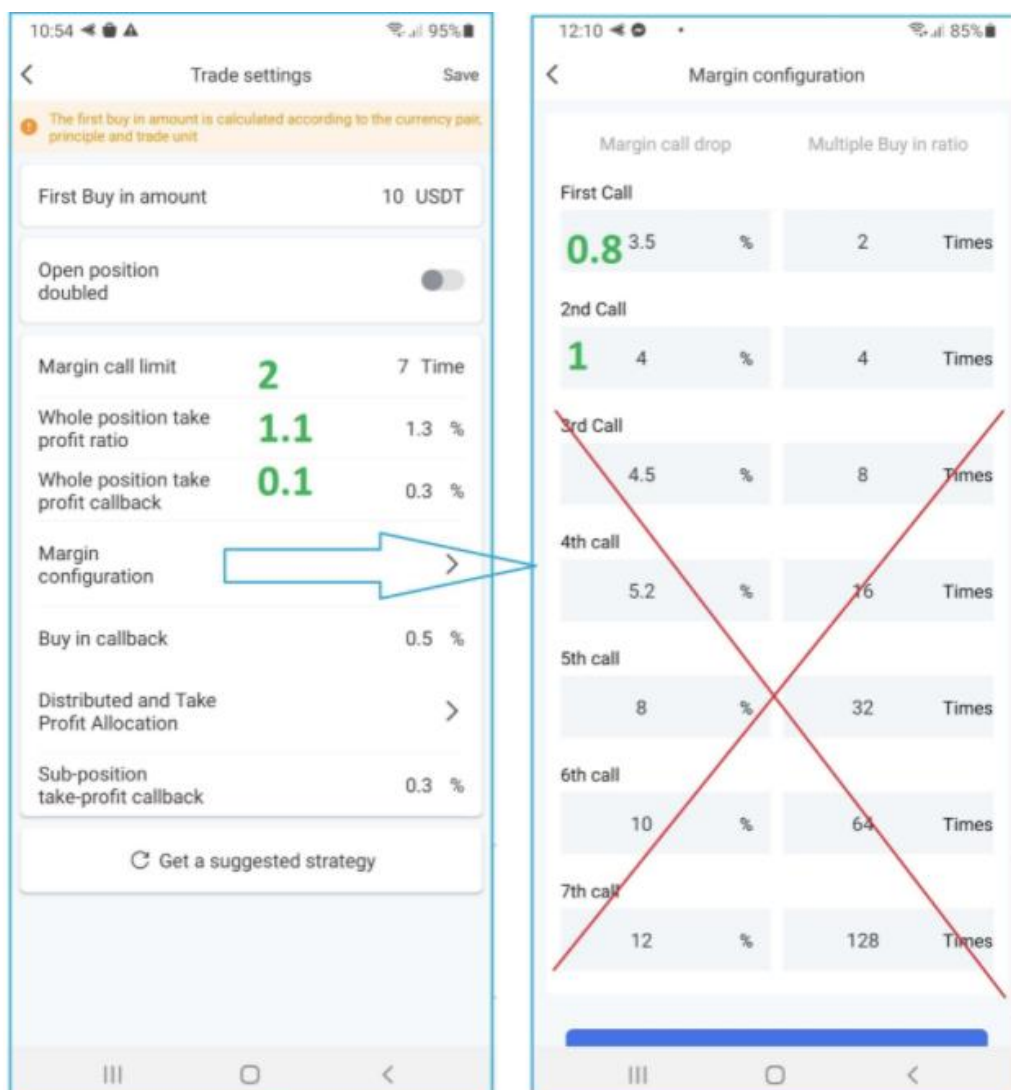 10:54 95%
Trade settings Save
The first buy in amount is calculated according to the currency pair,
principle and trade unit
First Buy in amount 10 USDT
Open position
doubled
Margin call limit 2 7 Time
Whole position take
profit ratio 1.1 1.3 %
Whole position take
profit callback 0.1 0.3 %
Margin
configuration
Buy in callback 0.5 %
Distributed and Take
Profit Allocation
Sub-position
take-profit callback 0.3 %
Get a suggested strategy
12:10 85%
Margin configuration
Margin call drop Multiple Buy in ratio
First Call
0.8 3.5 % 2 Times
2nd Call
1 4 % 4 Times
3rd Call
4.5 % 8 Times
4th call
5.2 % 16 Times
5th call
8 % 32 Times
6th call
10 % 64 Times
7th call
12 % 128 Times